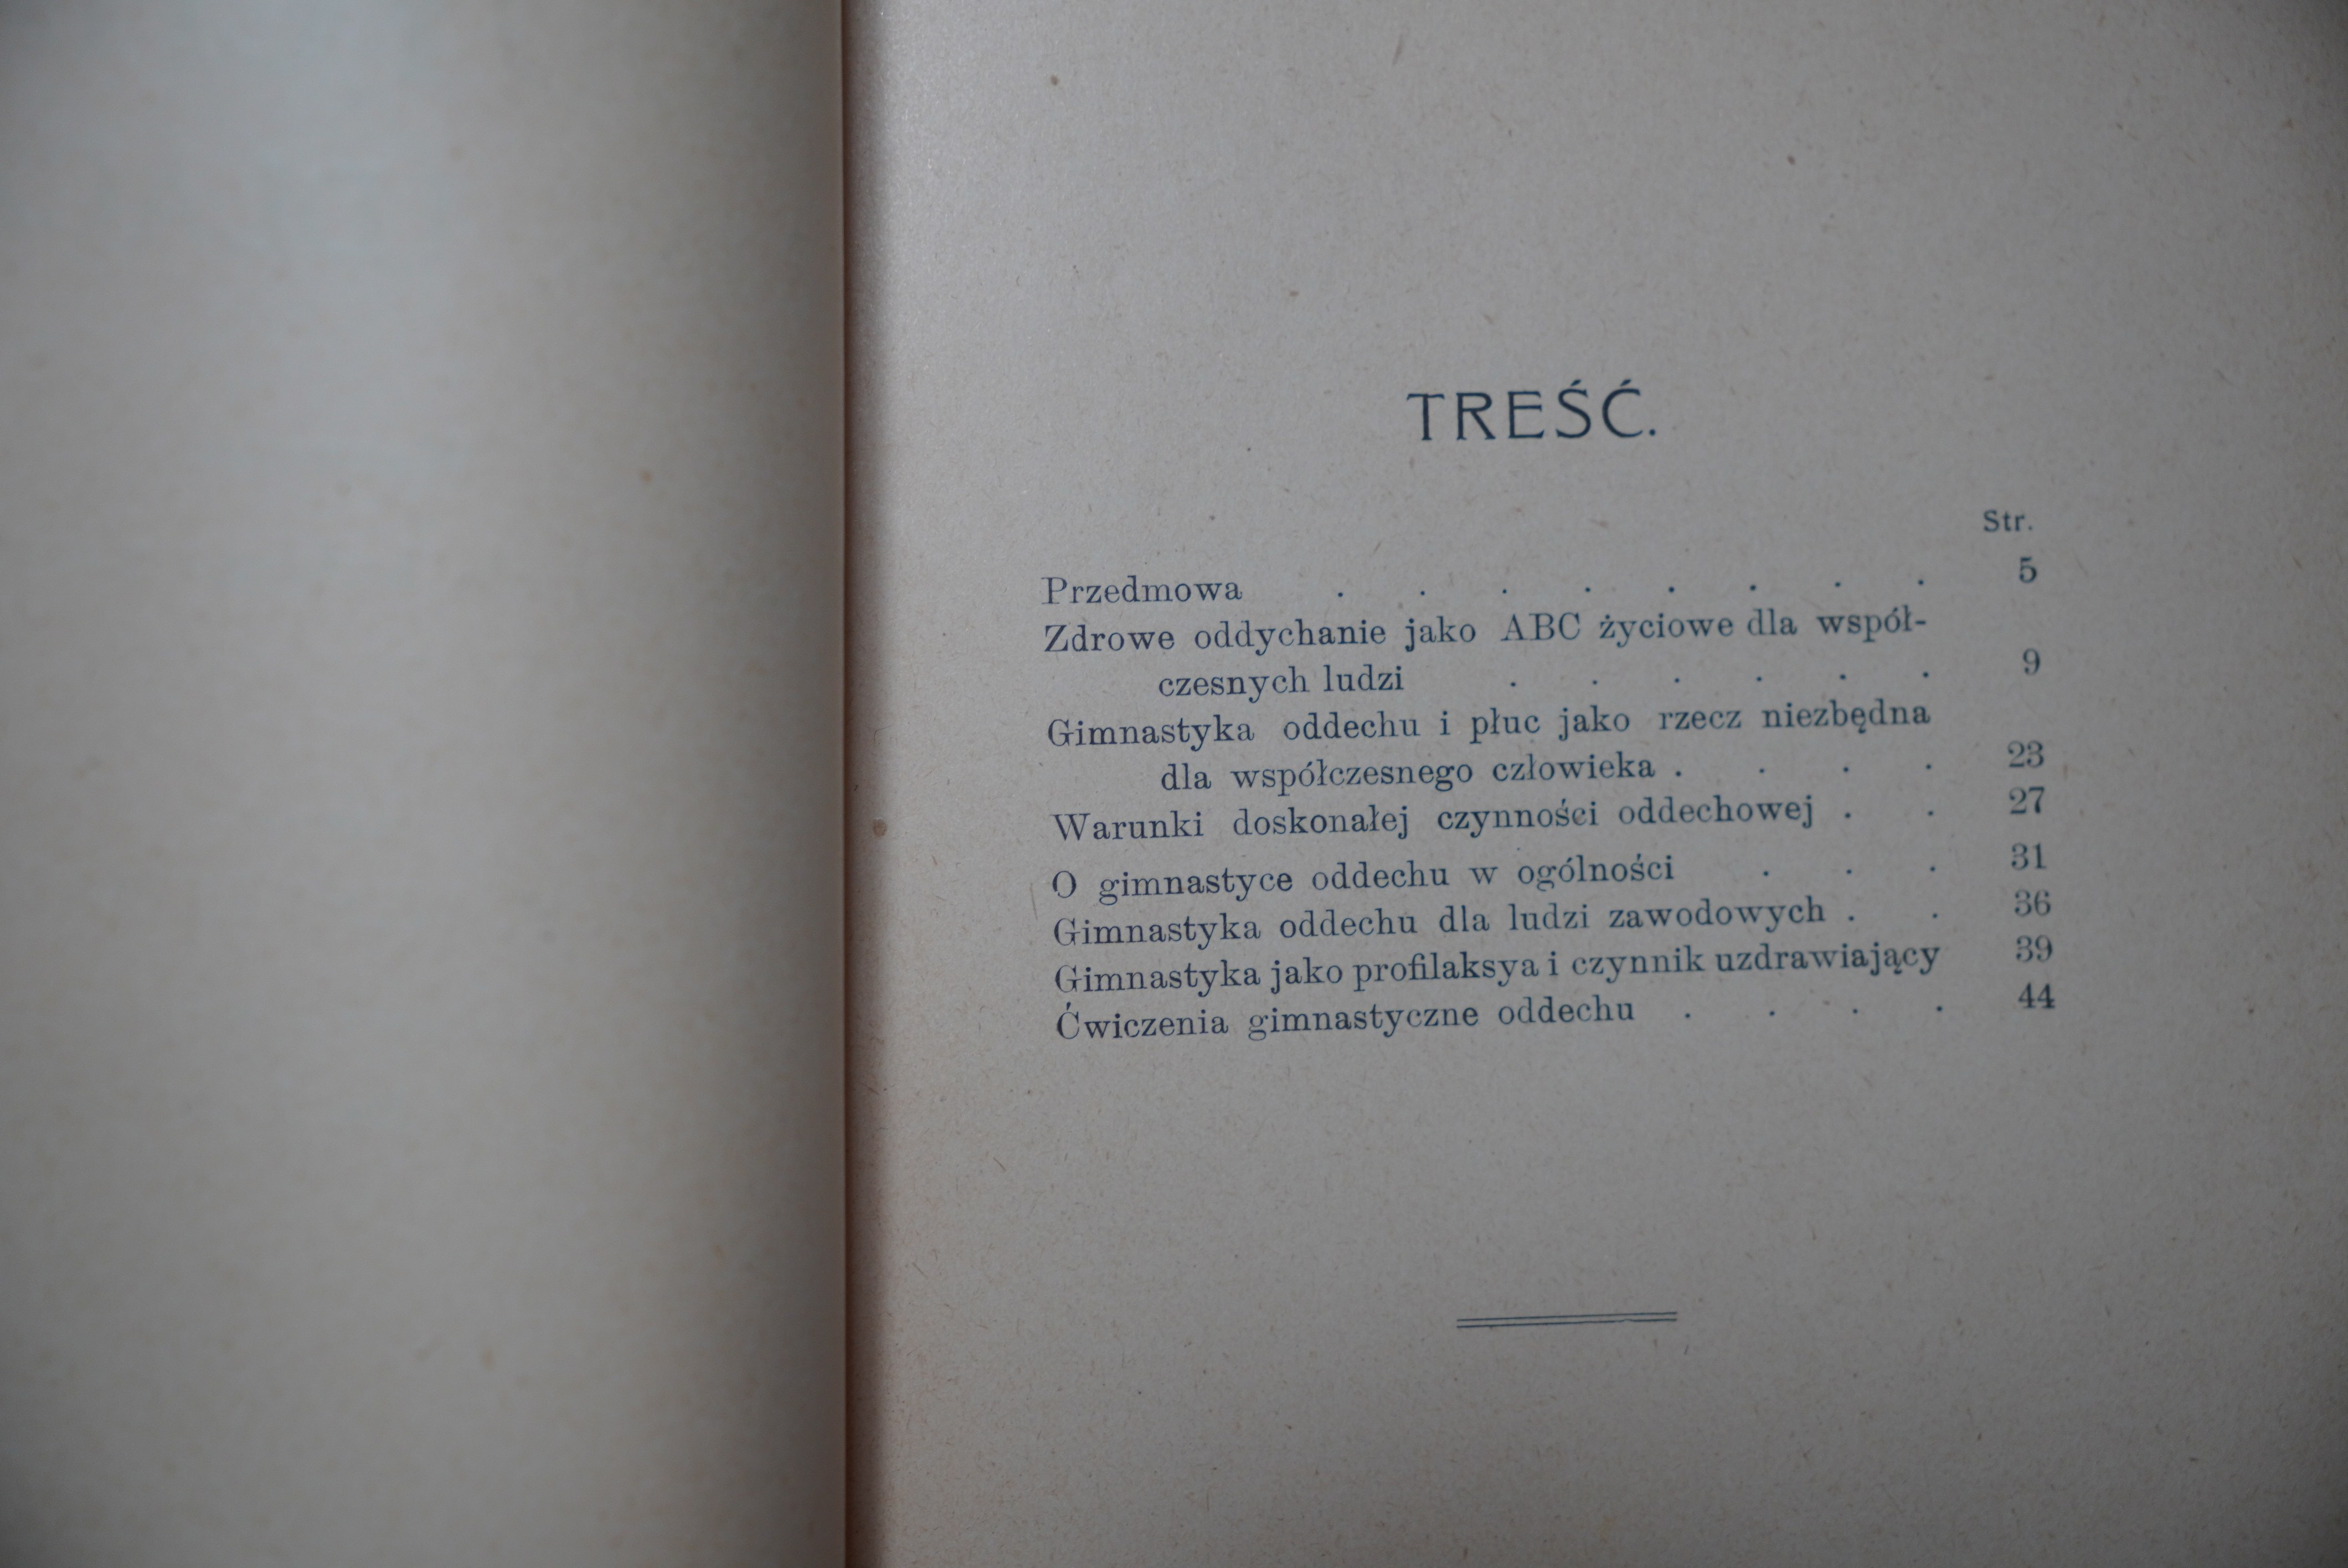 TREŚĆ.
Str.
Przedmowa . . . . . . . . 5
Zdrowe oddychanie jako ABC życiowe dla współ-
czesnych ludzi . . . . . . 9
Gimnastyka oddechu i płuc jako rzecz niezbędna
dla współczesnego człowieka . . . . 23
Warunki doskonałej czynności oddechowej . . 27
O gimnastyce oddechu w ogólności . . . 31
Gimnastyka oddechu dla ludzi zawodowych . . 36
Gimnastyka jako profilaksya i czynnik uzdrawiający 39
Ćwiczenia gimnastyczne oddechu . . . . 44